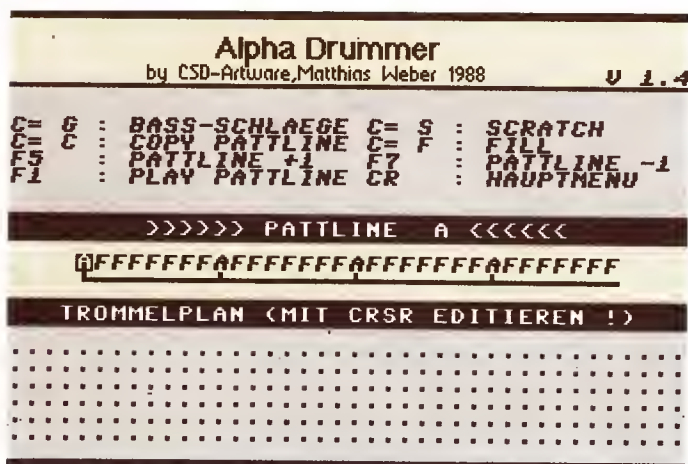 Alpha Drummer
by CSD-Artware,Matthias Weber 1988 V 1.4
C= G : BASS-SCHLAEGE C= S : SCRATCH
C= C : COPY PATTLINE C= F : FILL
F5 : PATTLINE +1 F7 : PATTLINE -1
F1 : PLAY PATTLINE CR : HAUPTMENU
>>>>>> PATTLINE A <<<<<<
AFFFFFFFAFFFFFFFAFFFFFFFAFFFFFFF
TROMMELPLAN (MIT CRSR EDITIEREN !)